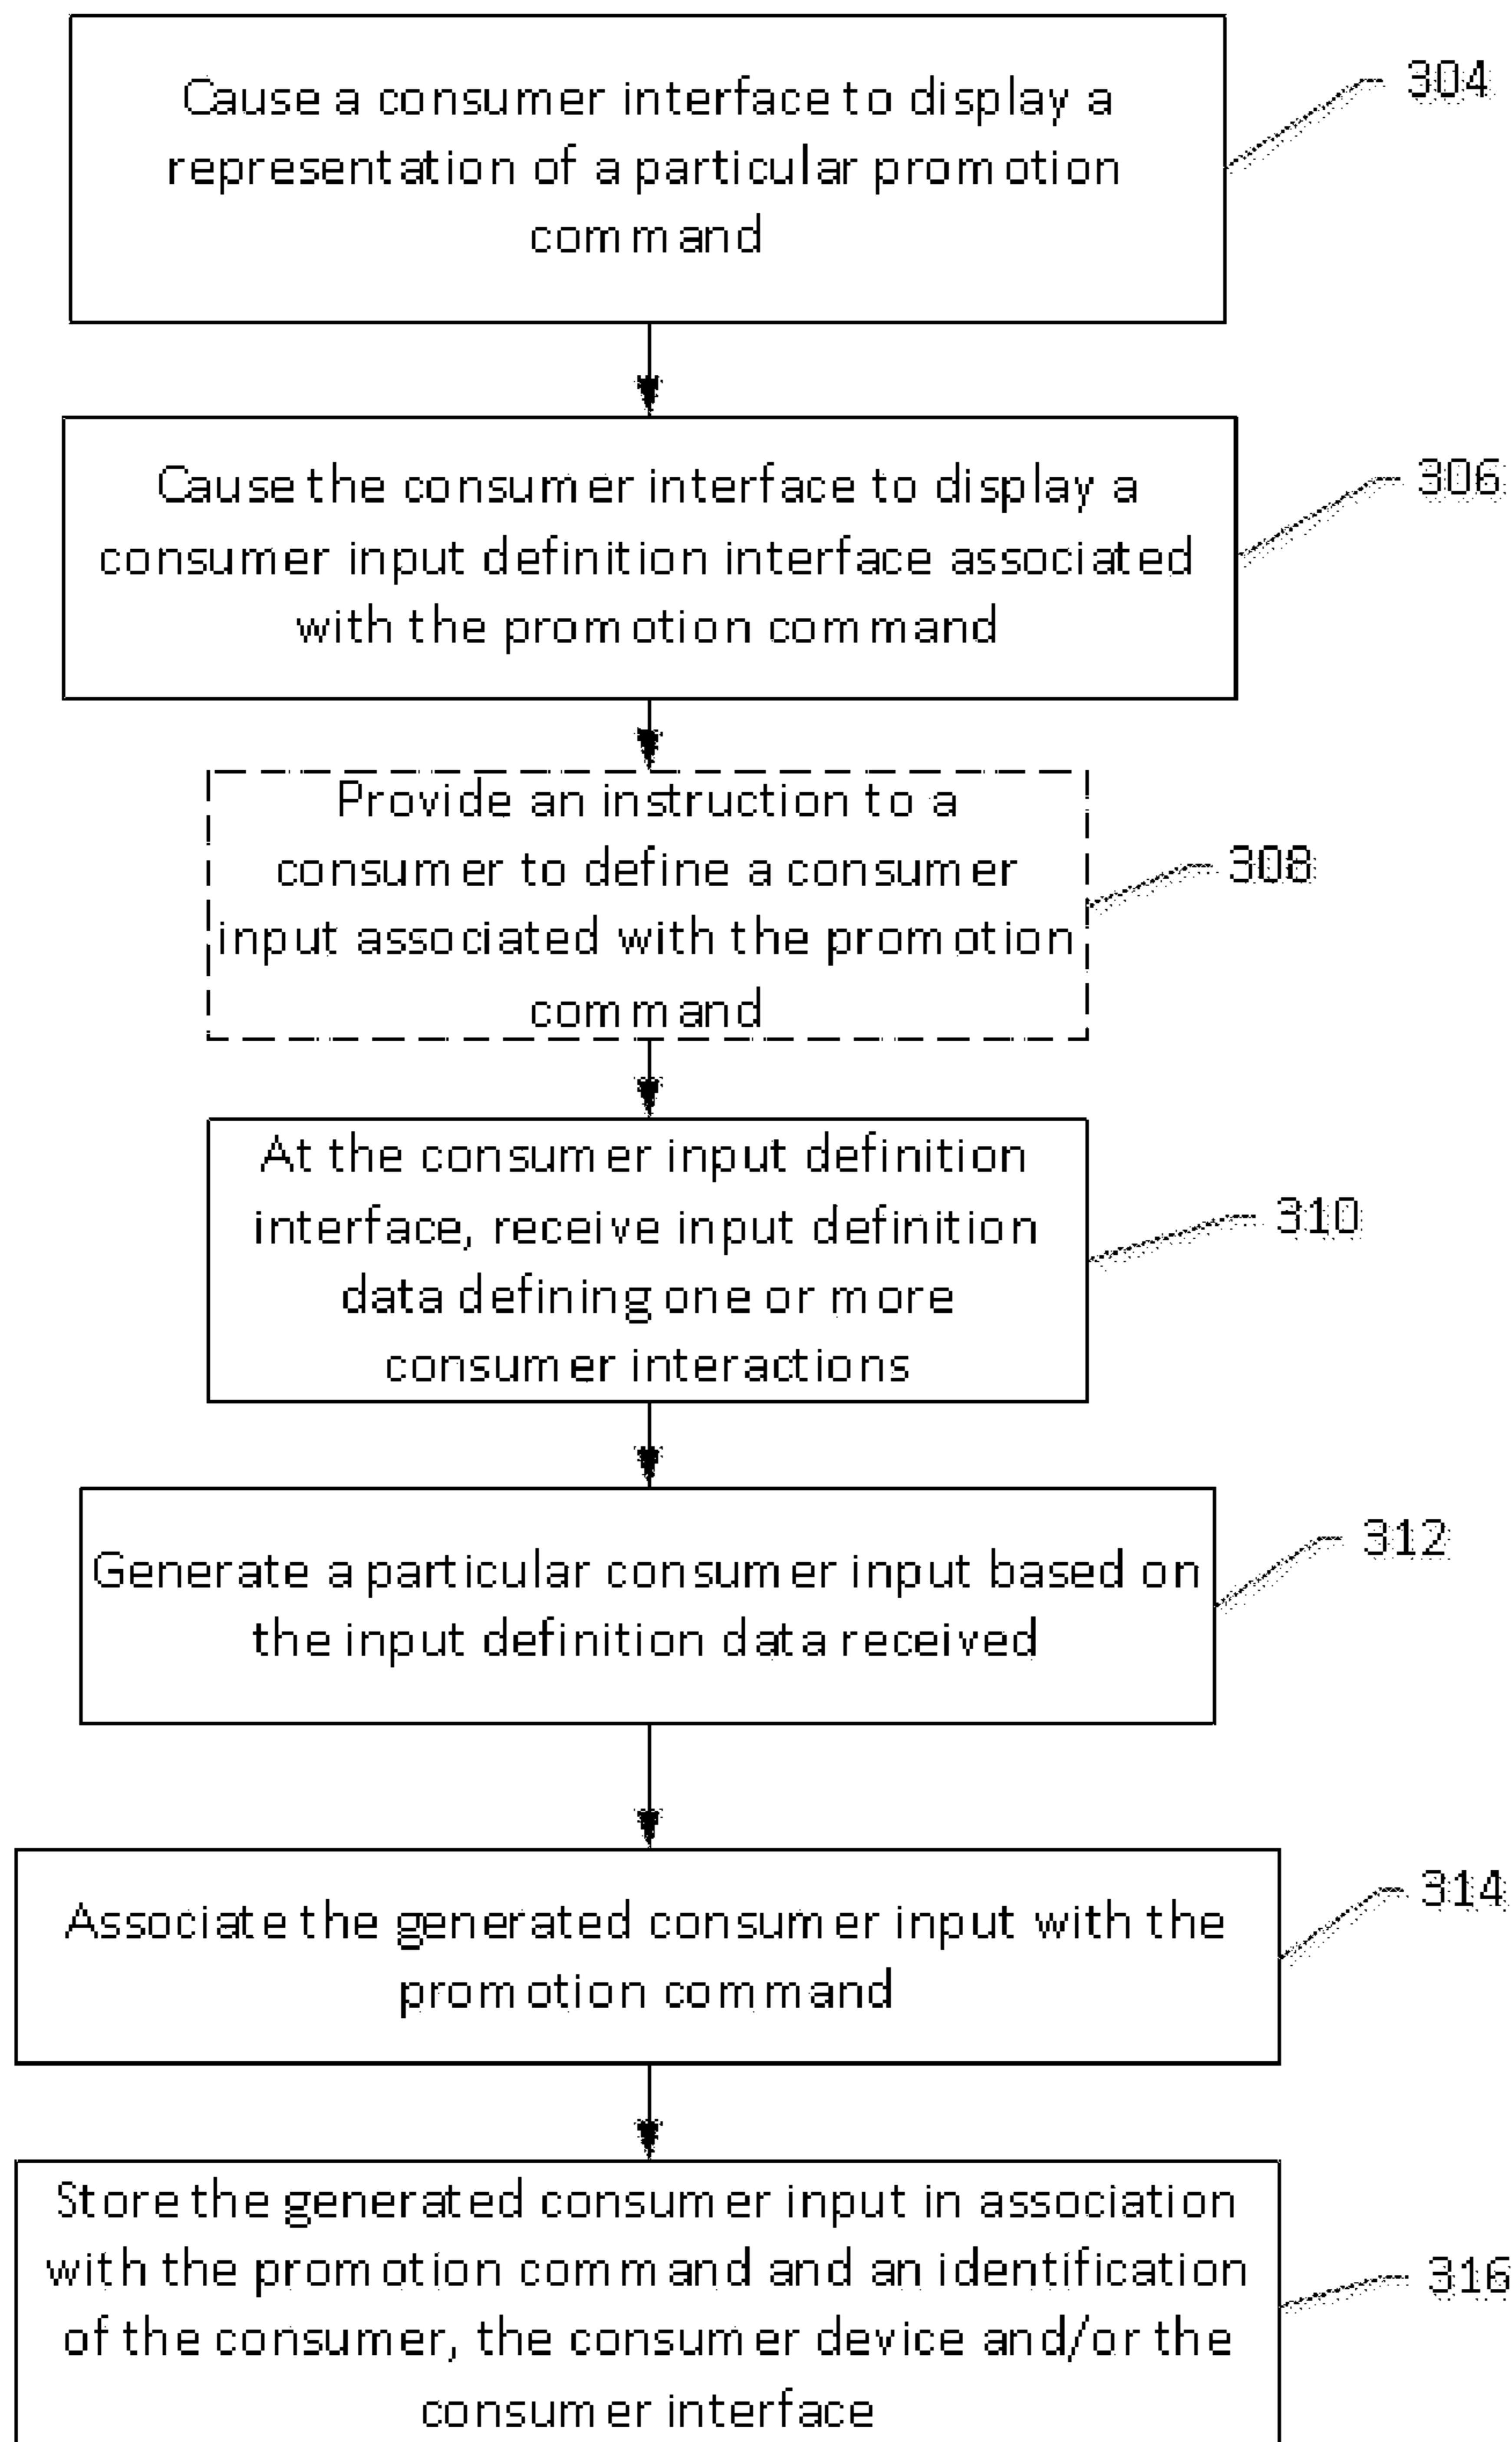 Cause a consumer interface to display a
representation of a particular promotion
command
304
Cause the consumer interface to display a
consumer input definition interface associated
with the promotion command
306
Provide an instruction to a
consumer to define a consumer
input associated with the promotion
command
308
At the consumer input definition
interface, receive input definition
data defining one or more
consumer interactions
310
Generate a particular consumer input based on
the input definition data received
312
Associate the generated consumer input with the
promotion command
314
Store the generated consumer input in association
with the promotion command and an identification
of the consumer, the consumer device and/or the
consumer interface
316